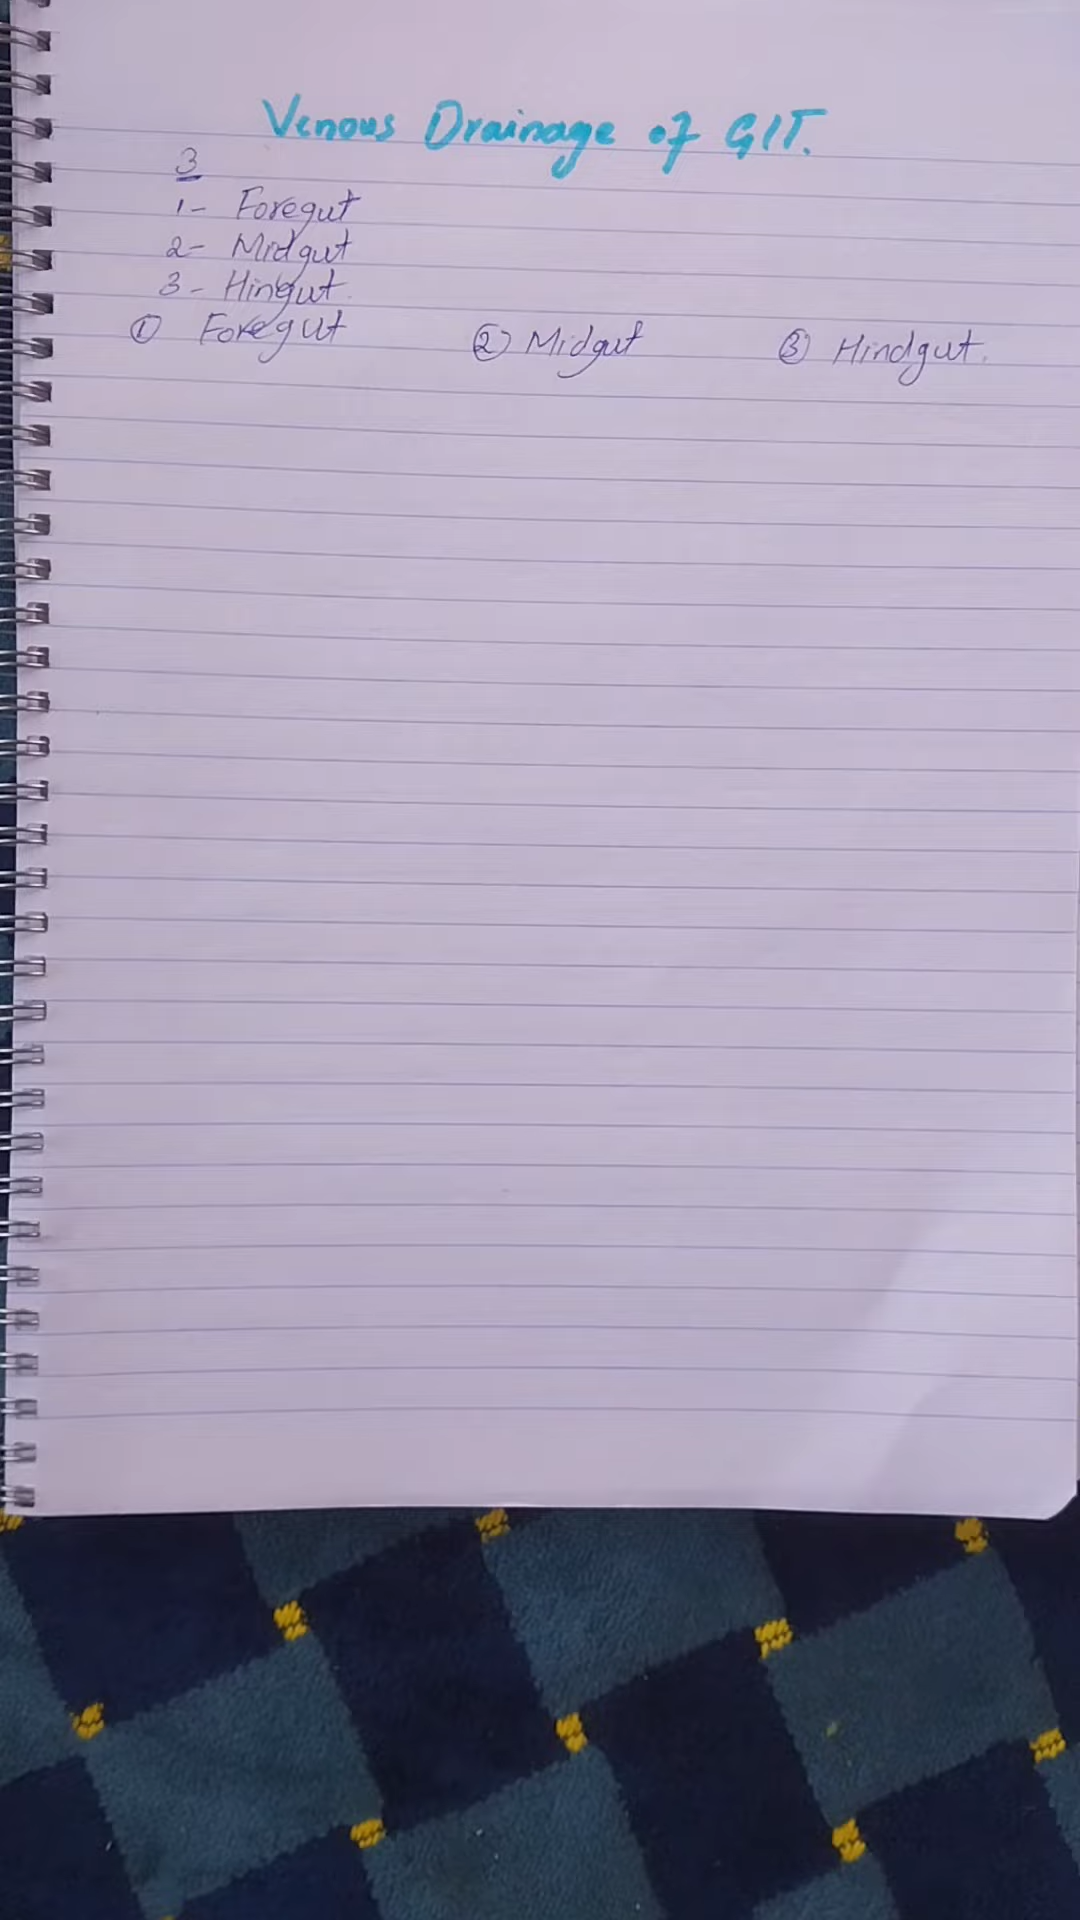 Venous Drainage of GIT.
3
1- Foregut
2- Midgut
3- Hingut.
① Foregut ② Midgut ③ Hindgut.